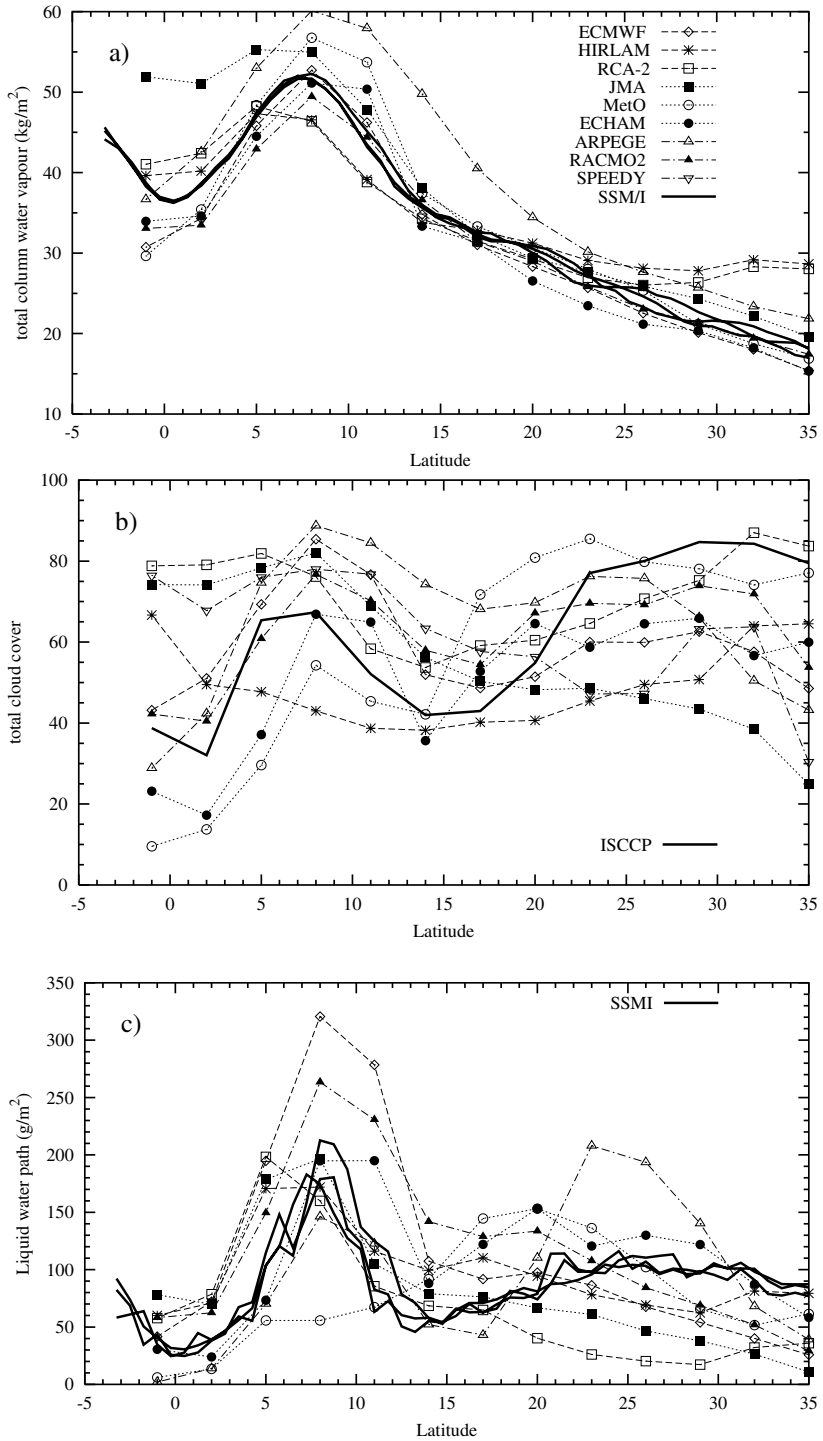 a)
total column water vapour (kg/m²)
60
50
40
30
20
10
ECMWF
HIRLAM
RCA-2
JMA
MetO
ECHAM
ARPEGE
RACMO2
SPEEDY
SSM/I
-5 0 5 10 15 20 25 30 35
Latitude
b)
total cloud cover
100
80
60
40
20
0
ISCCP
-5 0 5 10 15 20 25 30 35
Latitude
c)
Liquid water path (g/m²)
350
300
250
200
150
100
50
0
SSMI
-5 0 5 10 15 20 25 30 35
Latitude